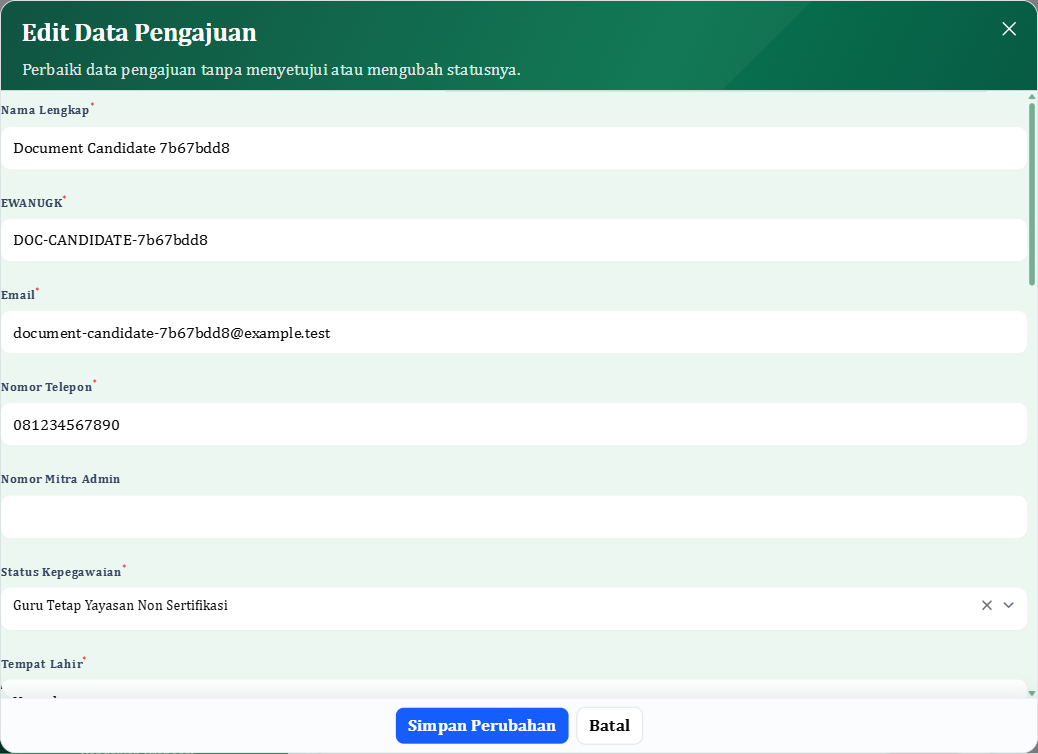 Edit Data Pengajuan
Perbaiki data pengajuan tanpa menyetujui atau mengubah statusnya.
Nama Lengkap*
Document Candidate 7b67bdd8
EWANUGK*
DOC-CANDIDATE-7b67bdd8
Email*
document-candidate-7b67bdd8@example.test
Nomor Telepon*
081234567890
Nomor Mitra Admin
Status Kepegawaian*
Guru Tetap Yayasan Non Sertifikasi
Tempat Lahir*
Simpan Perubahan
Batal